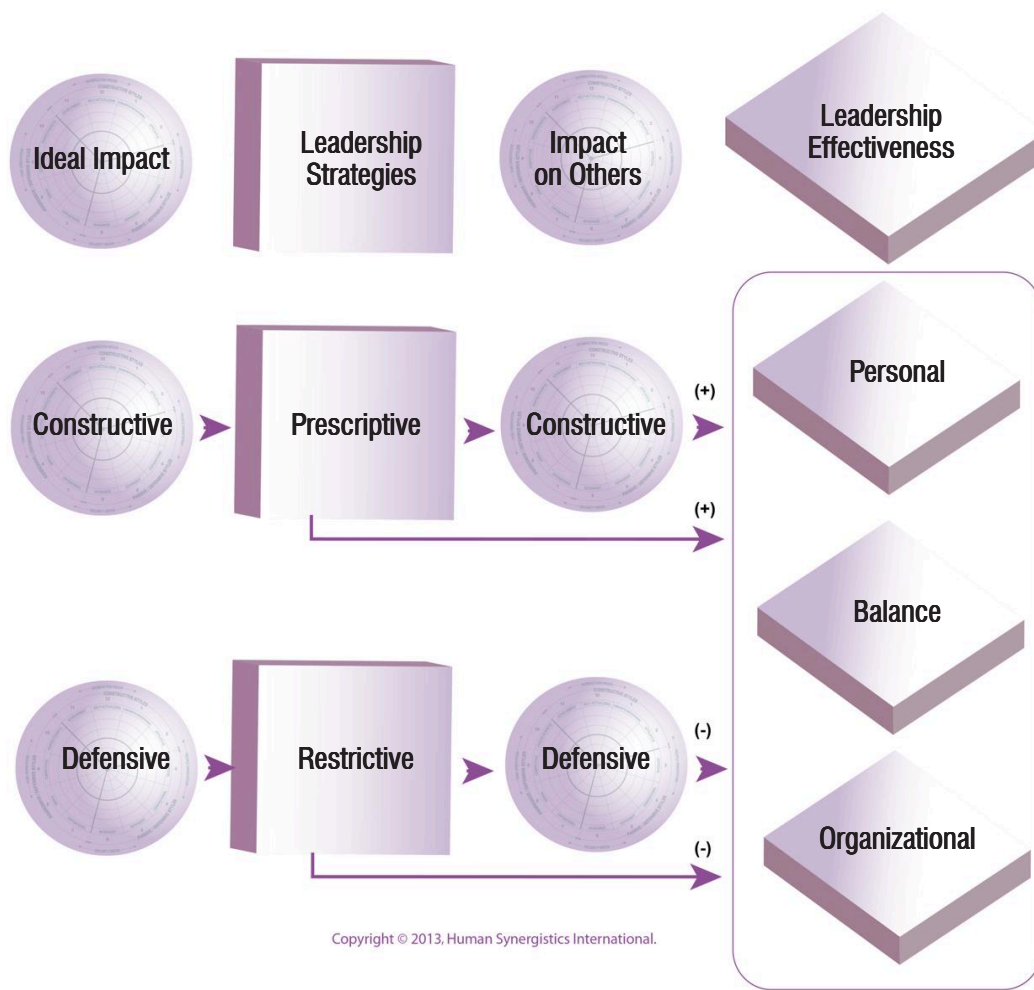 Ideal Impact
Leadership
Strategies
Impact
on Others
Leadership
Effectiveness
Constructive
Prescriptive
Constructive
(+)
Personal
(+)
Balance
Defensive
Restrictive
Defensive
(-)
Organizational
(-)
Copyright © 2013, Human Synergistics International.